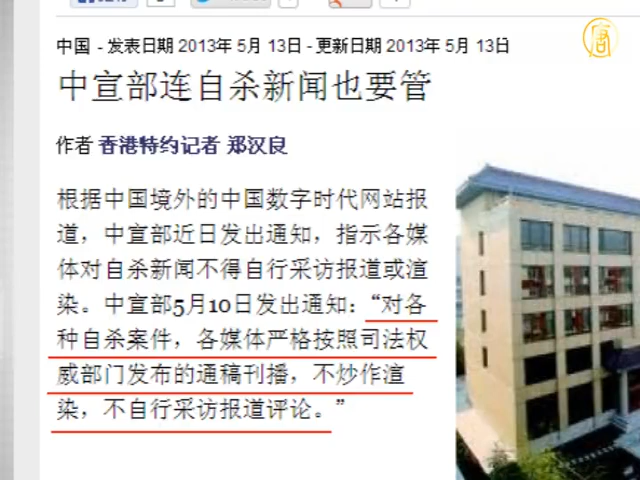 中国 - 发表日期 2013年 5月 13日 - 更新日期 2013年 5月 13日
中宣部连自杀新闻也要管
作者 香港特约记者 郑汉良
根据中国境外的中国数字时代网站报
道，中宣部近日发出通知，指示各媒
体对自杀新闻不得自行采访报道或渲
染。中宣部5月10日发出通知：“对各
种自杀案件，各媒体严格按照司法权
威部门发布的通稿刊播，不炒作渲
染，不自行采访报道评论。”